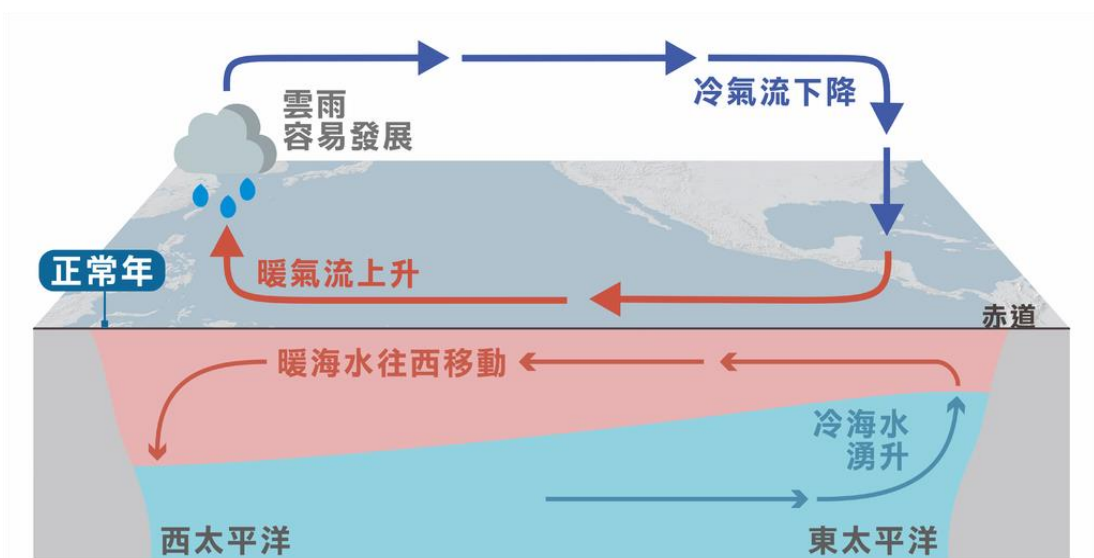 冷氣流下降
雲雨
容易發展
正常年
暖氣流上升
赤道
暖海水往西移動
冷海水
湧升
西太平洋
東太平洋